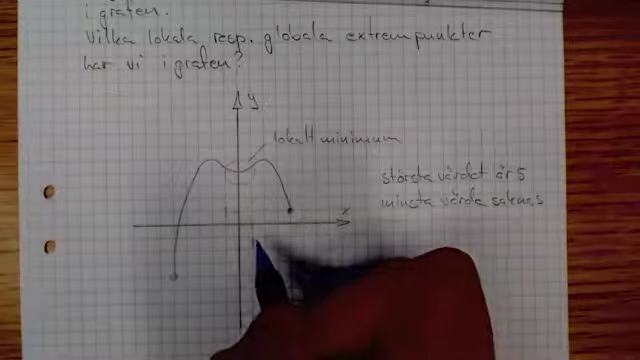 i grafen.
Vilka lokala resp. globala extrempunkter
har vi i grafen?
y
lokalt minimum
största värdet är 5
minsta värde saknas
x